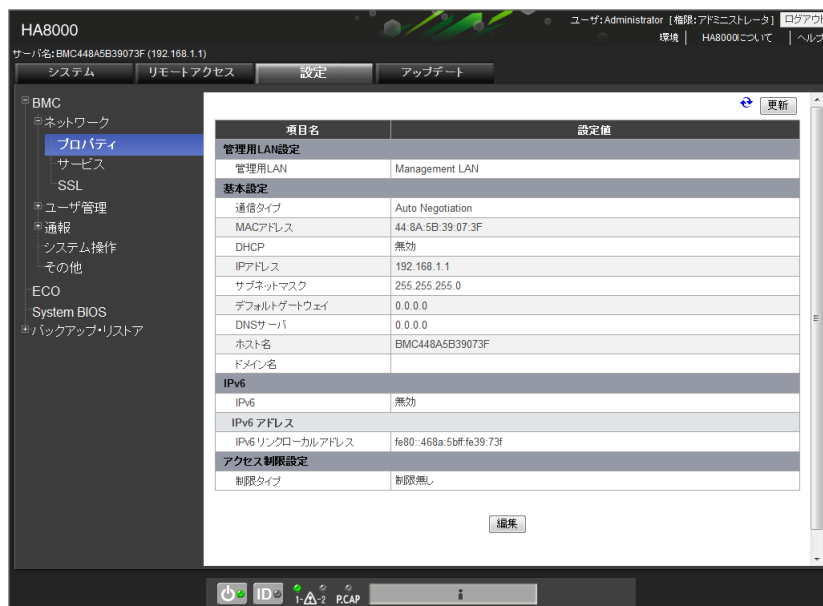 HA8000
ユーザ:Administrator [権限:アドミニストレータ] ログアウト
環境 | HA8000について | ヘルプ
サーバ名:BMC448A5B39073F (192.168.1.1)
システム リモートアクセス 設定 アップデート
BMC
ネットワーク
プロパティ
サービス
SSL
ユーザ管理
通報
システム操作
その他
ECO
System BIOS
バックアップ・リストア
更新
項目名 設定値
管理用LAN設定
管理用LAN Management LAN
基本設定
通信タイプ Auto Negotiation
MACアドレス 44:8A:5B:39:07:3F
DHCP 無効
IPアドレス 192.168.1.1
サブネットマスク 255.255.255.0
デフォルトゲートウェイ 0.0.0.0
DNSサーバ 0.0.0.0
ホスト名 BMC448A5B39073F
ドメイン名
IPv6
IPv6 無効
IPv6 アドレス
IPv6 リンクローカルアドレス fe80::468a:5bff:fe39:73f
アクセス制限設定
制限タイプ 制限無し
編集
ID 1-2 P.CAP i